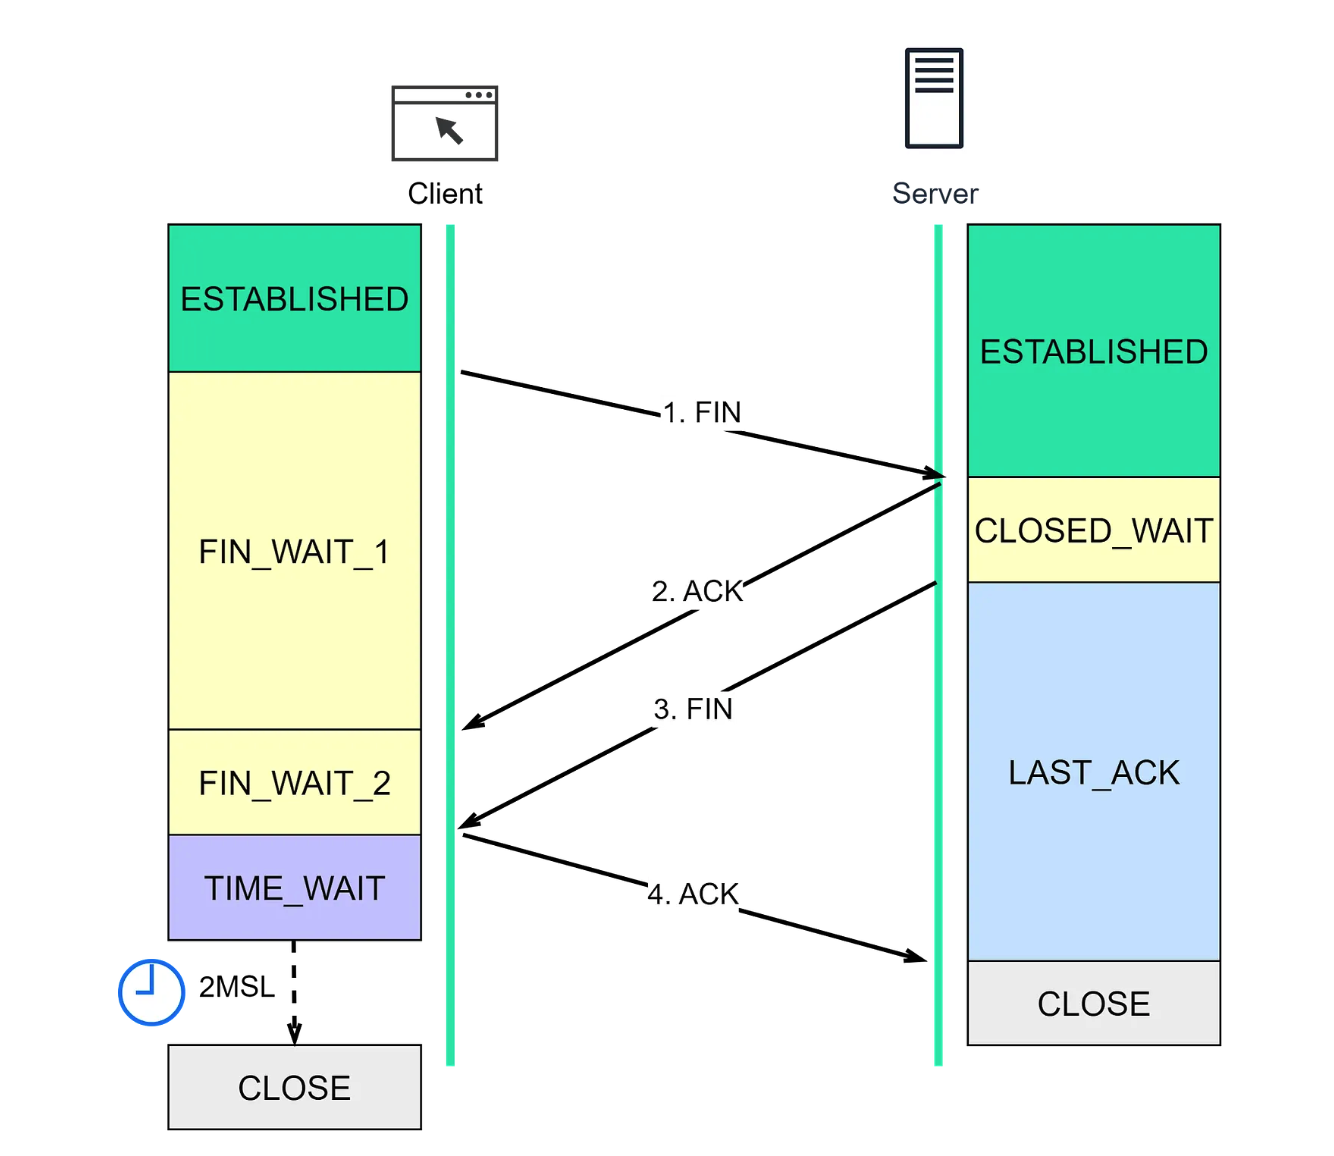 Client
Server
ESTABLISHED
ESTABLISHED
1. FIN
CLOSED_WAIT
FIN_WAIT_1
2. ACK
3. FIN
LAST_ACK
FIN_WAIT_2
TIME_WAIT
4. ACK
2MSL
CLOSE
CLOSE